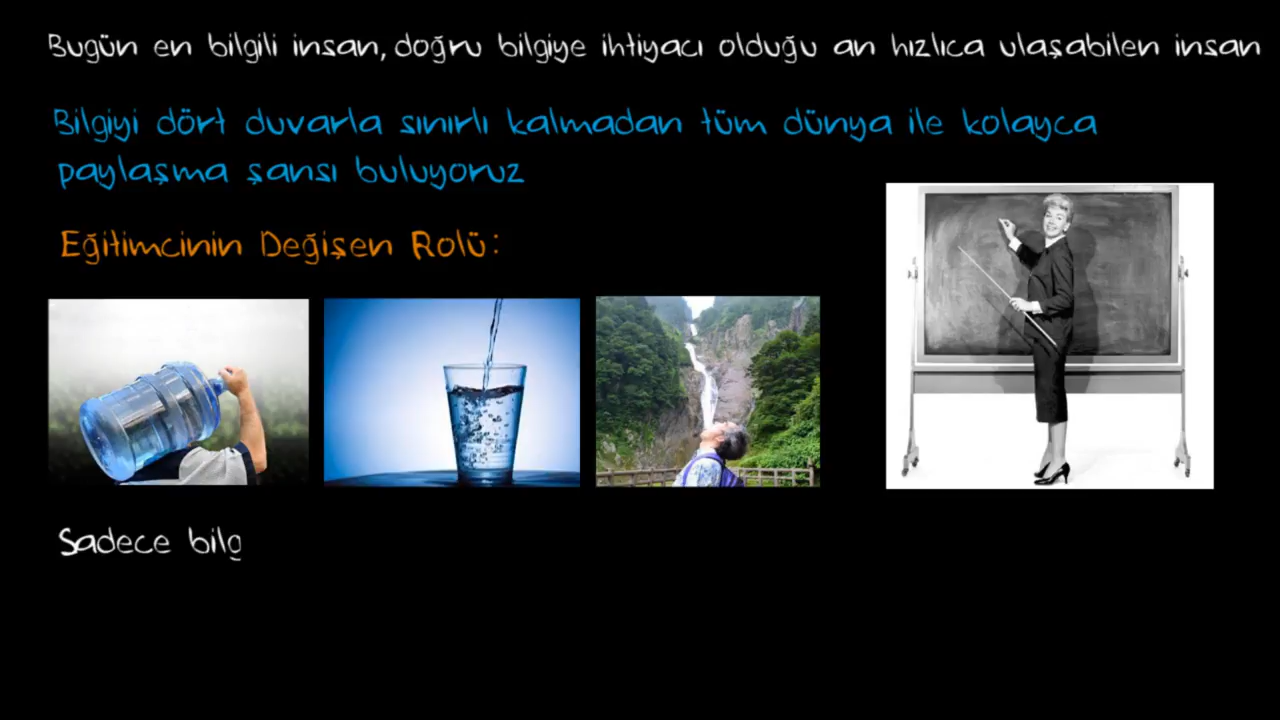 Bugün en bilgili insan, doğru bilgiye ihtiyacı olduğu an hızlıca ulaşabilen insan
Bilgiyi dört duvarla sınırlı kalmadan tüm dünya ile kolayca
paylaşma şansı buluyoruz
Eğitimcinin Değişen Rolü:
Sadece bilg